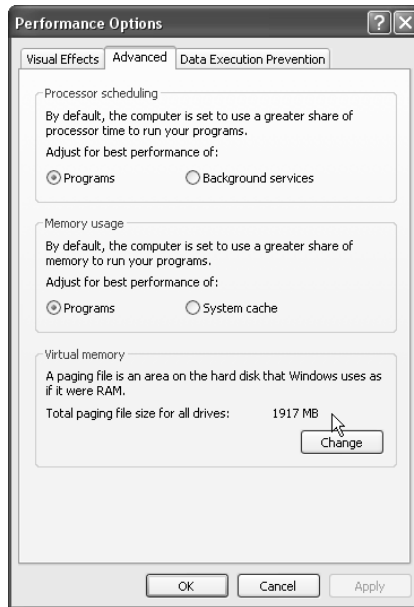 Performance Options
Visual Effects Advanced Data Execution Prevention
Processor scheduling
By default, the computer is set to use a greater share of
processor time to run your programs.
Adjust for best performance of:
Programs Background services
Memory usage
By default, the computer is set to use a greater share of
memory to run your programs.
Adjust for best performance of:
Programs System cache
Virtual memory
A paging file is an area on the hard disk that Windows uses as
if it were RAM.
Total paging file size for all drives: 1917 MB
Change
OK Cancel Apply